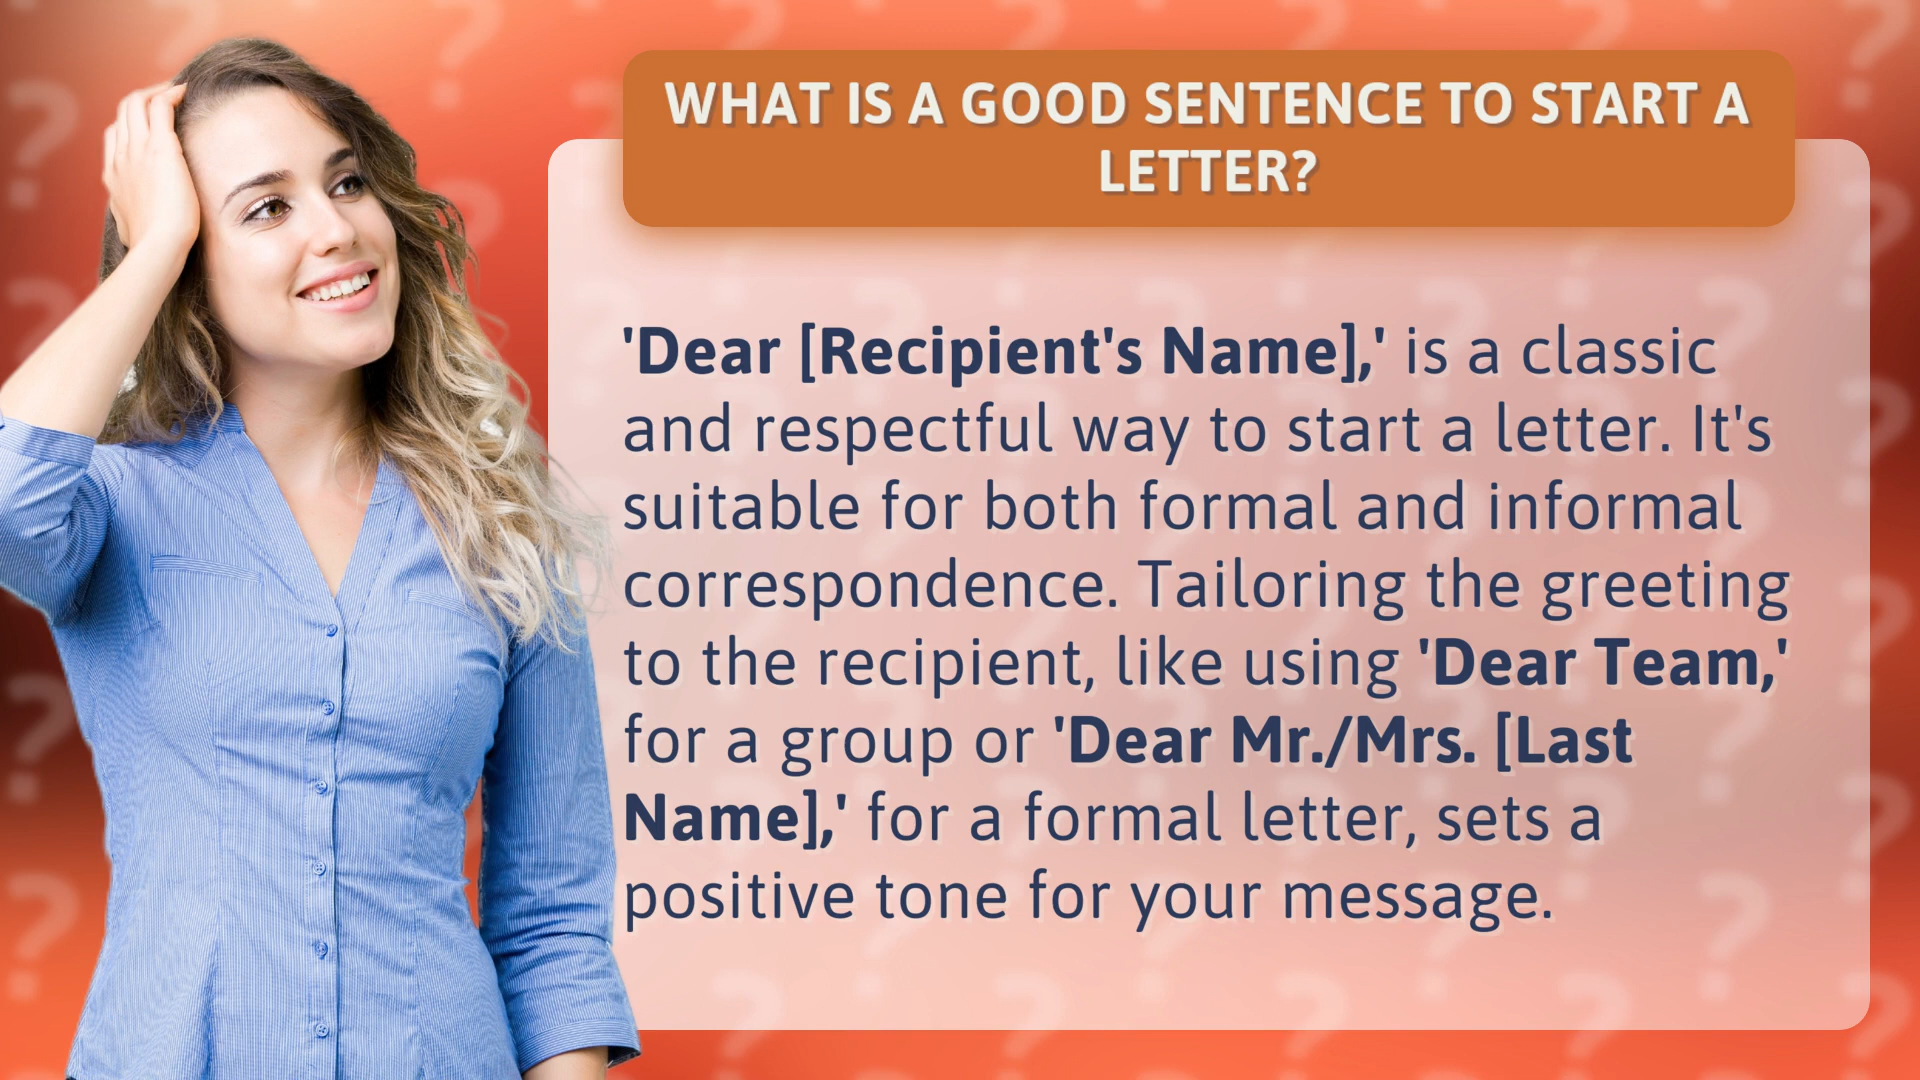 WHAT IS A GOOD SENTENCE TO START A
LETTER?
'Dear [Recipient's Name],' is a classic
and respectful way to start a letter. It's
suitable for both formal and informal
correspondence. Tailoring the greeting
to the recipient, like using 'Dear Team,'
for a group or 'Dear Mr./Mrs. [Last
Name],' for a formal letter, sets a
positive tone for your message.